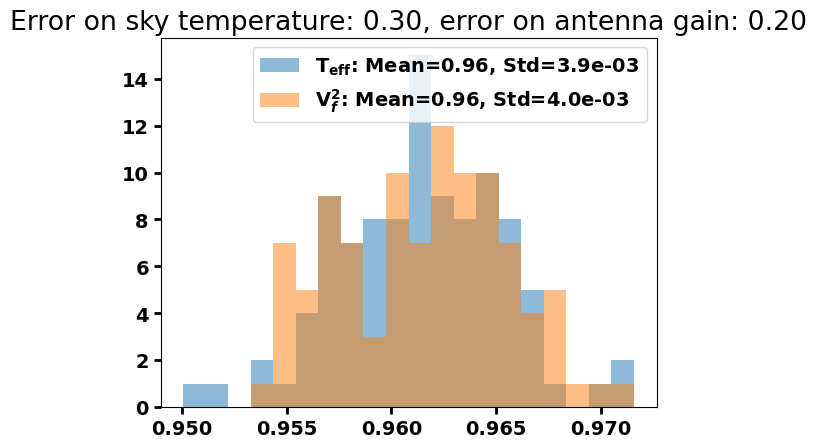 Error on sky temperature: 0.30, error on antenna gain: 0.20
T_eff: Mean=0.96, Std=3.9e-03
V_f^2: Mean=0.96, Std=4.0e-03
14
12
10
8
6
4
2
0
0.950 0.955 0.960 0.965 0.970